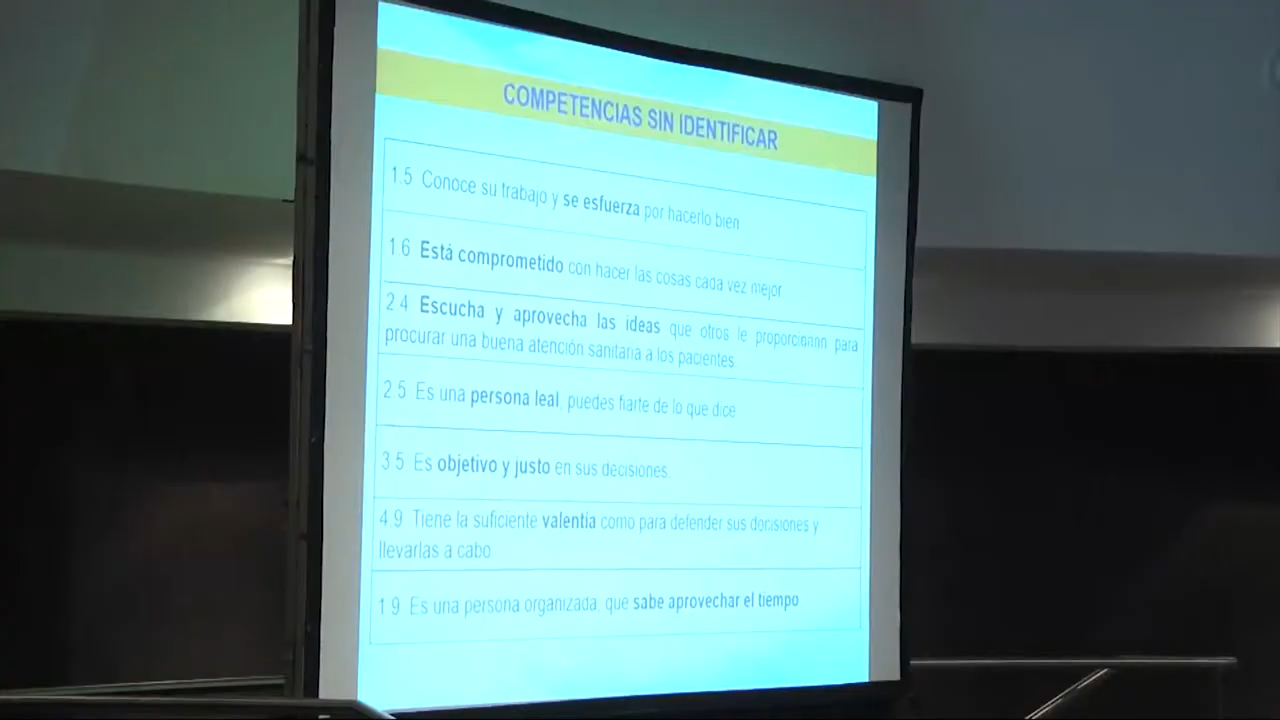 COMPETENCIAS SIN IDENTIFICAR
1.5 Conoce su trabajo y se esfuerza por hacerlo bien
1.6 Está comprometido con hacer las cosas cada vez mejor
2.4 Escucha y aprovecha las ideas que otros le proporcionan para
procurar una buena atención sanitaria a los pacientes.
2.5 Es una persona leal, puedes fiarte de lo que dice
3.5 Es objetivo y justo en sus decisiones.
4.9 Tiene la suficiente valentía como para defender sus decisiones y
llevarlas a cabo.
1.9 Es una persona organizada, que sabe aprovechar el tiempo